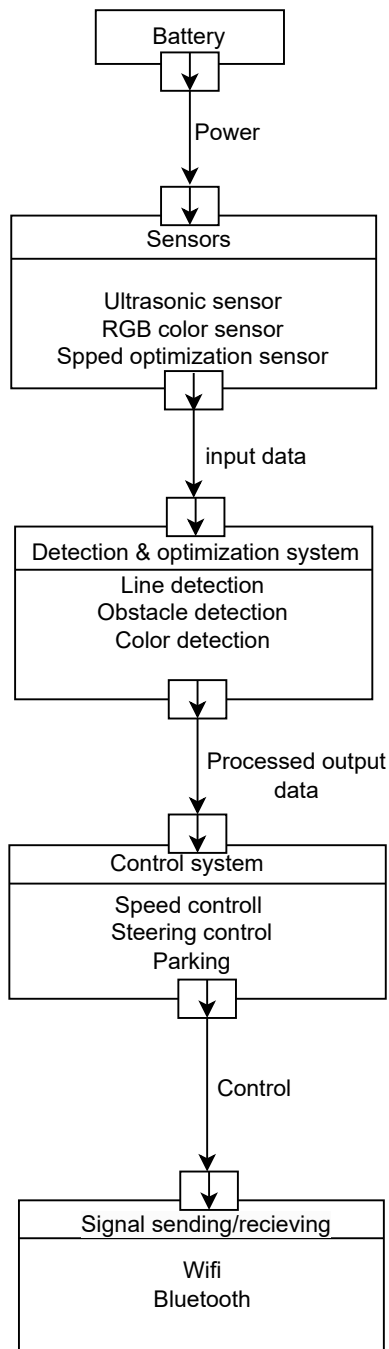 Battery
Power
Sensors
Ultrasonic sensor
RGB color sensor
Spped optimization sensor
input data
Detection & optimization system
Line detection
Obstacle detection
Color detection
Processed output
data
Control system
Speed controll
Steering control
Parking
Control
Signal sending/recieving
Wifi
Bluetooth